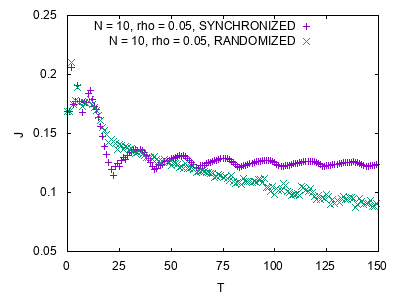 N = 10, rho = 0.05, SYNCHRONIZED
N = 10, rho = 0.05, RANDOMIZED
0.25
0.2
0.15
0.1
0.05
J
0 25 50 75 100 125 150
T